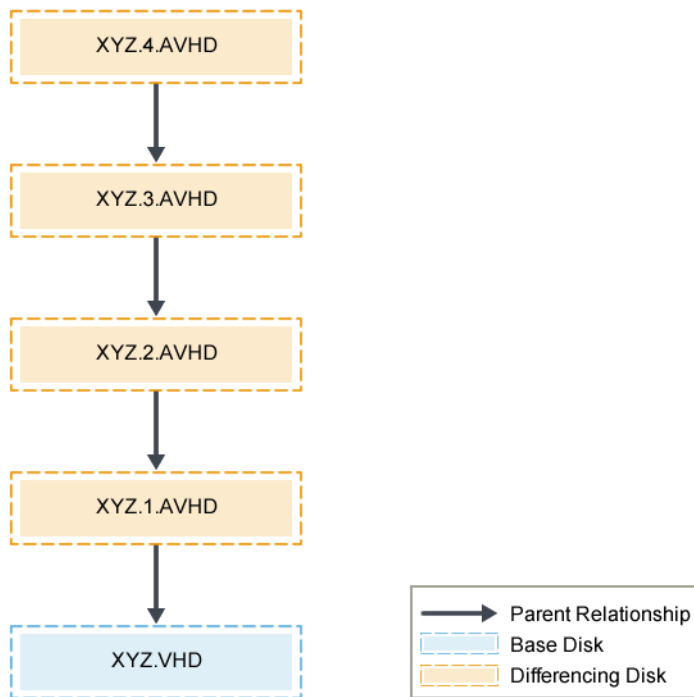 XYZ.4.AVHD
XYZ.3.AVHD
XYZ.2.AVHD
XYZ.1.AVHD
XYZ.VHD
Parent Relationship
Base Disk
Differencing Disk